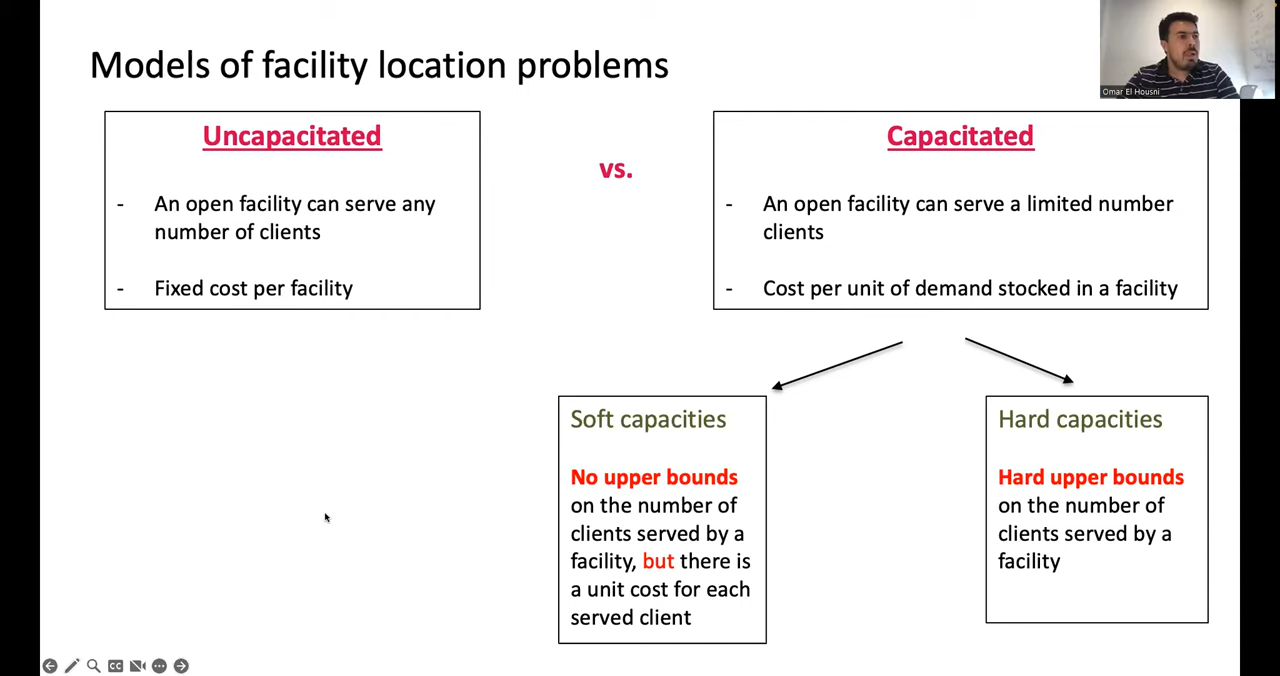 Models of facility location problems
Omar El Housni
Uncapacitated
- An open facility can serve any
number of clients
- Fixed cost per facility
vs.
Capacitated
- An open facility can serve a limited number
clients
- Cost per unit of demand stocked in a facility
Soft capacities
No upper bounds
on the number of
clients served by a
facility, but there is
a unit cost for each
served client
Hard capacities
Hard upper bounds
on the number of
clients served by a
facility
CC